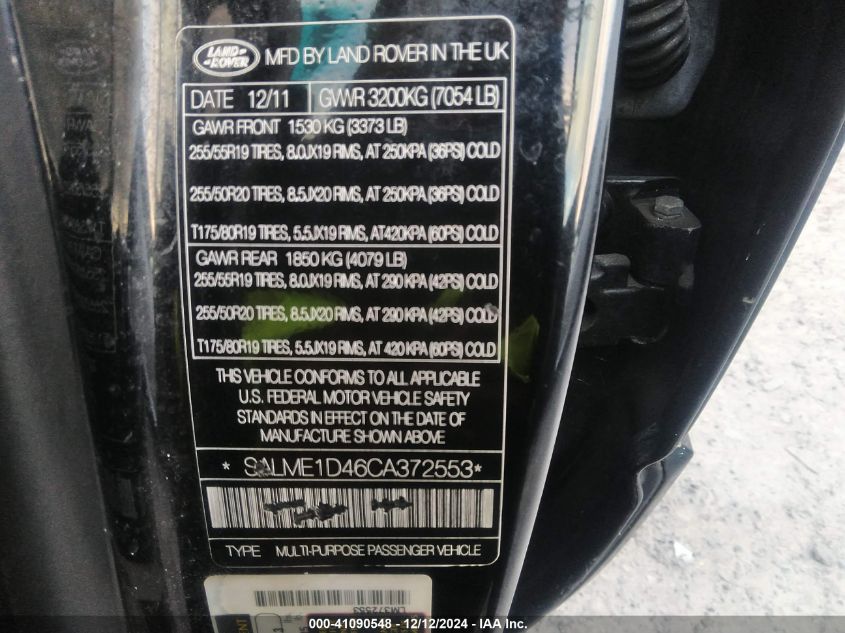 LAND ROVER MFD BY LAND ROVER IN THE UK
DATE 12/11 GVWR 3200KG (7054 LB)
GAWR FRONT 1530 KG (3373 LB)
255/55R19 TIRES, 8.0JX19 RIMS, AT 250KPA (36PSI) COLD
255/50R20 TIRES, 8.5JX20 RIMS, AT 250KPA (36PSI) COLD
T175/80R19 TIRES, 5.5JX19 RIMS, AT420KPA (60PSI) COLD
GAWR REAR 1850 KG (4079 LB)
255/55R19 TIRES, 8.0JX19 RIMS, AT 290 KPA (42PSI) COLD
255/50R20 TIRES, 8.5JX20 RIMS, AT 290 KPA (42PSI) COLD
T175/80R19 TIRES, 5.5JX19 RIMS, AT 420 KPA (60PSI) COLD
THIS VEHICLE CONFORMS TO ALL APPLICABLE
U.S. FEDERAL MOTOR VEHICLE SAFETY
STANDARDS IN EFFECT ON THE DATE OF
MANUFACTURE SHOWN ABOVE
* SALME1D46CA372553*
TYPE MULTI-PURPOSE PASSENGER VEHICLE
LM372553
000-41090548 - 12/12/2024 - 000-41090548